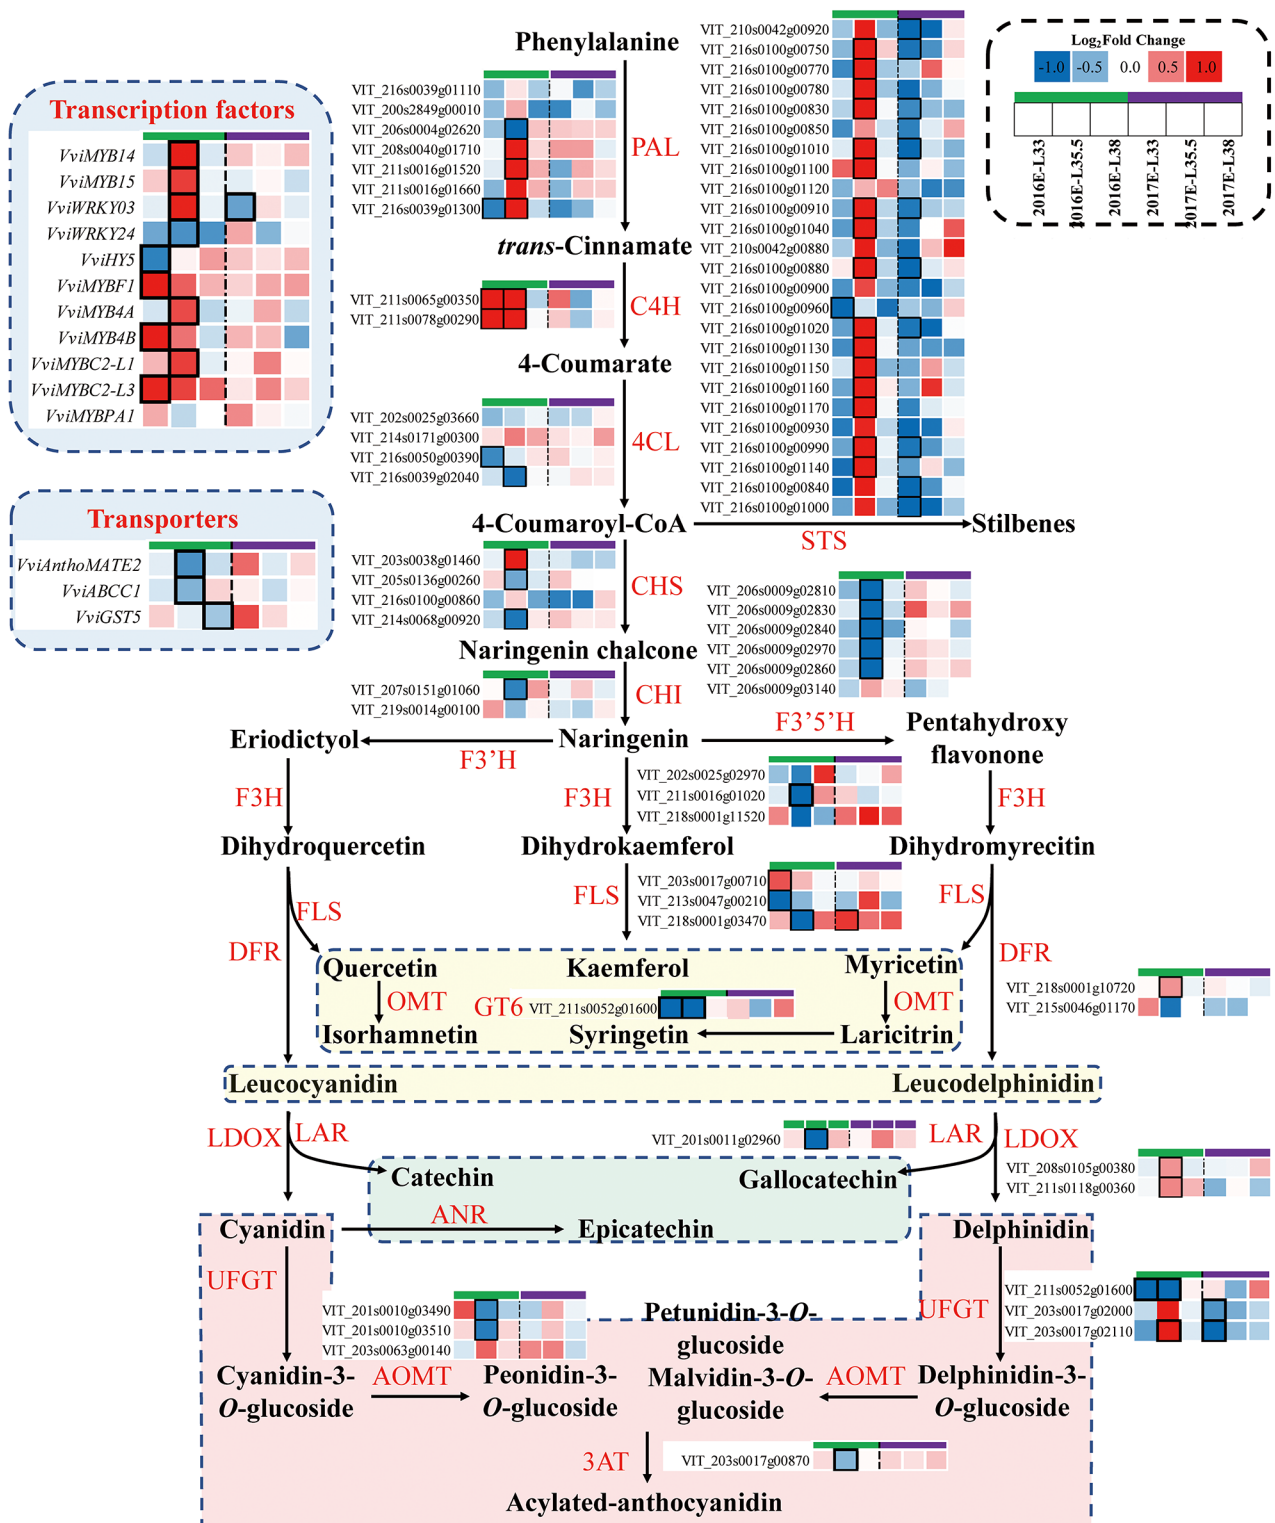 Phenylalanine
VIT_216s0039g01110
VIT_200s2849g00010
VIT_206s0004g02620
VIT_208s0040g01710
VIT_211s0016g01520
VIT_211s0016g01660
VIT_216s0039g01300
PAL
trans-Cinnamate
VIT_211s0065g00350
VIT_211s0078g00290
C4H
4-Coumarate
VIT_202s0025g03660
VIT_214s0171g00300
VIT_216s0050g00390
VIT_216s0039g02040
4CL
4-Coumaroyl-CoA
STS
Stilbenes
VIT_210s0042g00920
VIT_216s0100g00750
VIT_216s0100g00770
VIT_216s0100g00780
VIT_216s0100g00830
VIT_216s0100g00850
VIT_216s0100g01010
VIT_216s0100g01100
VIT_216s0100g01120
VIT_216s0100g00910
VIT_216s0100g01040
VIT_210s0042g00880
VIT_216s0100g00880
VIT_216s0100g00900
VIT_216s0100g00960
VIT_216s0100g01020
VIT_216s0100g01130
VIT_216s0100g01150
VIT_216s0100g01160
VIT_216s0100g01170
VIT_216s0100g00930
VIT_216s0100g00990
VIT_216s0100g01140
VIT_216s0100g00840
VIT_216s0100g01000
Log2Fold Change
-1.0 -0.5 0.0 0.5 1.0
2016E-L33
2016E-L35.5
2016E-L38
2017E-L33
2017E-L35.5
2017E-L38
Transcription factors
VviMYB14
VviMYB15
VviWRKY03
VviWRKY24
VviHY5
VviMYBF1
VviMYB4A
VviMYB4B
VviMYBC2-L1
VviMYBC2-L3
VviMYBPA1
Transporters
VviAnthoMATE2
VviABCC1
VviGST5
VIT_203s0038g01460
VIT_205s0136g00260
VIT_216s0100g00860
VIT_214s0068g00920
CHS
Naringenin chalcone
VIT_207s0151g01060
VIT_219s0014g00100
CHI
VIT_206s0009g02810
VIT_206s0009g02830
VIT_206s0009g02840
VIT_206s0009g02970
VIT_206s0009g02860
VIT_206s0009g03140
Eriodictyol
F3’H
Naringenin
F3’5’H
Pentahydroxy
flavonone
F3H
F3H
VIT_202s0025g02970
VIT_211s0016g01020
VIT_218s0001g11520
F3H
Dihydroquercetin
Dihydrokaemferol
Dihydromyrecitin
FLS
FLS
VIT_203s0017g00710
VIT_213s0047g00210
VIT_218s0001g03470
FLS
DFR
DFR
Quercetin
Kaemferol
Myricetin
OMT
GT6
VIT_211s0052g01600
OMT
Isorhamnetin
Syringetin
Laricitrin
VIT_218s0001g10720
VIT_215s0046g01170
Leucocyanidin
Leucodelphinidin
LDOX
LAR
VIT_201s0011g02960
LAR
LDOX
VIT_208s0105g00380
VIT_211s0118g00360
Catechin
Gallocatechin
Cyanidin
ANR
Epicatechin
Delphinidin
UFGT
UFGT
VIT_211s0052g01600
VIT_203s0017g02000
VIT_203s0017g02110
VIT_201s0010g03490
VIT_201s0010g03510
VIT_203s0063g00140
Petunidin-3-O-
glucoside
Cyanidin-3-
O-glucoside
AOMT
Peonidin-3-
O-glucoside
Malvidin-3-O-
glucoside
AOMT
Delphinidin-3-
O-glucoside
3AT
VIT_203s0017g00870
Acylated-anthocyanidin